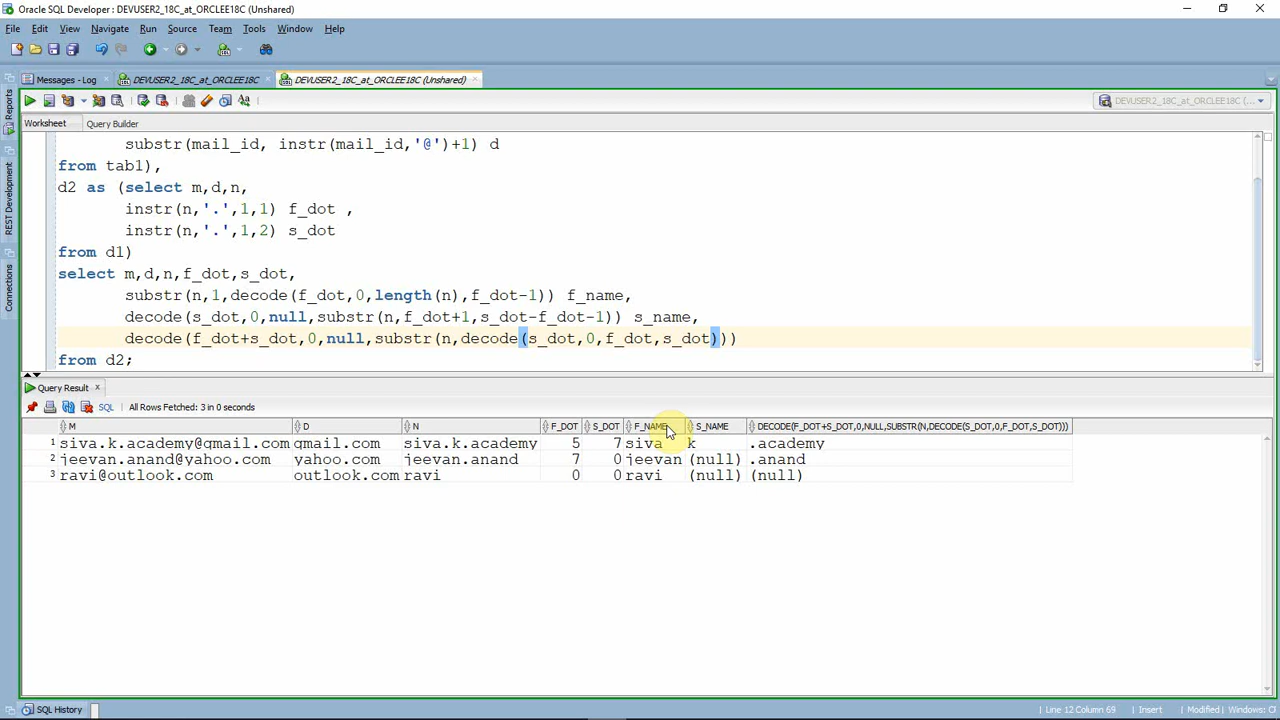 Oracle SQL Developer : DEVUSER2_18C_at_ORCLEE18C (Unshared)
File Edit View Navigate Run Source Team Tools Window Help
Messages - Log DEVUSER2_18C_at_ORCLEE18C DEVUSER2_18C_at_ORCLEE18C (Unshared)
DEVUSER2_18C_at_ORCLEE18C (...
Reports
REST Development
Connections
Worksheet Query Builder
substr(mail_id, instr(mail_id,'@')+1) d
from tab1),
d2 as (select m,d,n,
instr(n,'.',1,1) f_dot ,
instr(n,'.',1,2) s_dot
from d1)
select m,d,n,f_dot,s_dot,
substr(n,1,decode(f_dot,0,length(n),f_dot-1)) f_name,
decode(s_dot,0,null,substr(n,f_dot+1,s_dot-f_dot-1)) s_name,
decode(f_dot+s_dot,0,null,substr(n,decode(s_dot,0,f_dot,s_dot)))
from d2;
Query Result
SQL All Rows Fetched: 3 in 0 seconds
M D N F_DOT S_DOT F_NAME S_NAME DECODE(F_DOT+S_DOT,0,NULL,SUBSTR(N,DECODE(S_DOT,0,F_DOT,S_DOT)))
1 siva.k.academy@gmail.com gmail.com siva.k.academy 5 7 siva k .academy
2 jeevan.anand@yahoo.com yahoo.com jeevan.anand 7 0 jeevan (null) .anand
3 ravi@outlook.com outlook.com ravi 0 0 ravi (null) (null)
SQL History
Line 12 Column 69 Insert Modified Windows: C